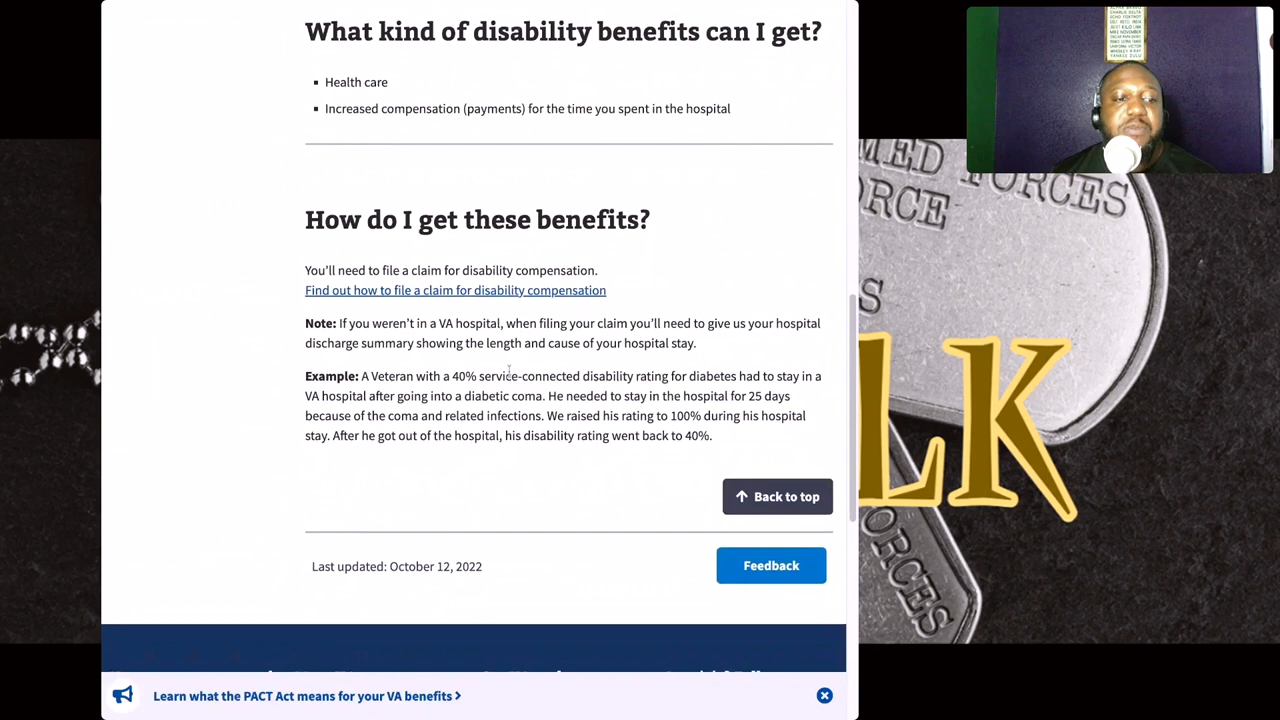 What kind of disability benefits can I get?
Health care
Increased compensation (payments) for the time you spent in the hospital
How do I get these benefits?
You'll need to file a claim for disability compensation.
Find out how to file a claim for disability compensation
Note: If you weren't in a VA hospital, when filing your claim you'll need to give us your hospital
discharge summary showing the length and cause of your hospital stay.
Example: A Veteran with a 40% service-connected disability rating for diabetes had to stay in a
VA hospital after going into a diabetic coma. He needed to stay in the hospital for 25 days
because of the coma and related infections. We raised his rating to 100% during his hospital
stay. After he got out of the hospital, his disability rating went back to 40%.
Back to top
Last updated: October 12, 2022
Feedback
Learn what the PACT Act means for your VA benefits
MED FORCES
ORCE
S
LK
FORCES